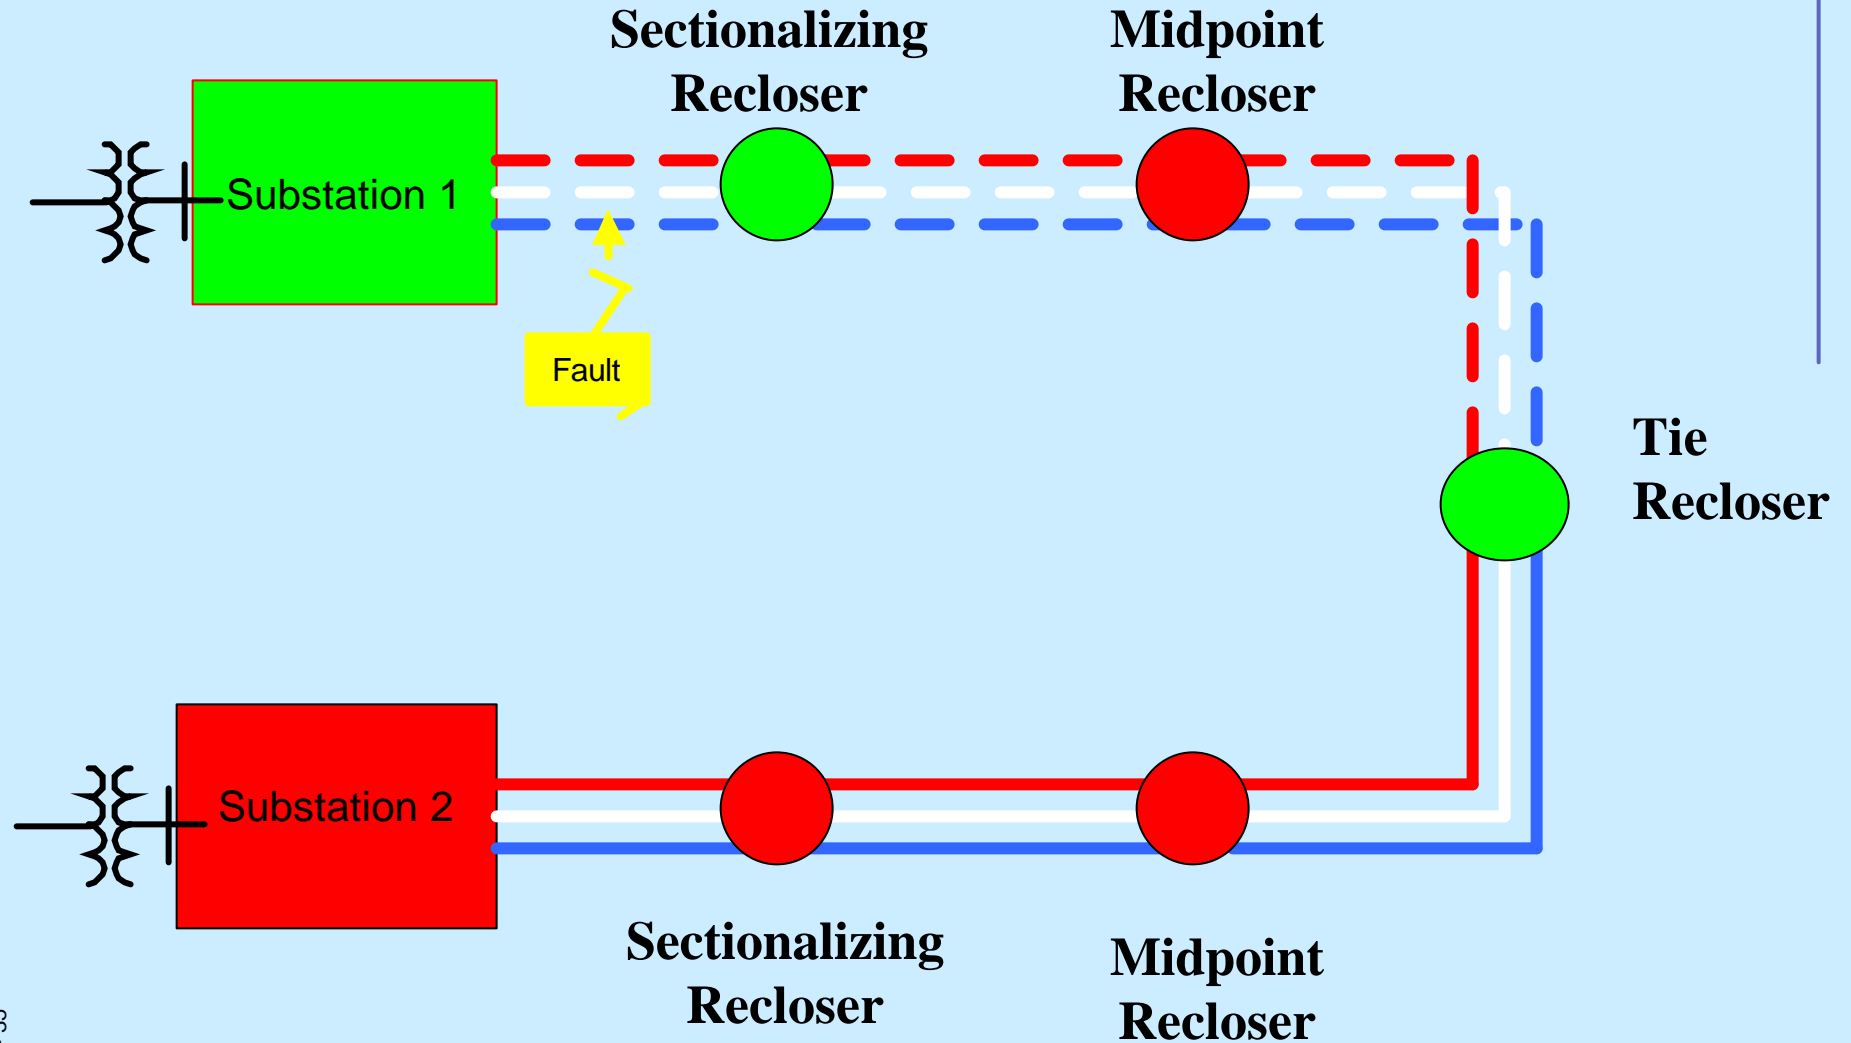 Sectionalizing
Recloser
Midpoint
Recloser
Substation 1
Fault
Tie
Recloser
Substation 2
Sectionalizing
Recloser
Midpoint
Recloser